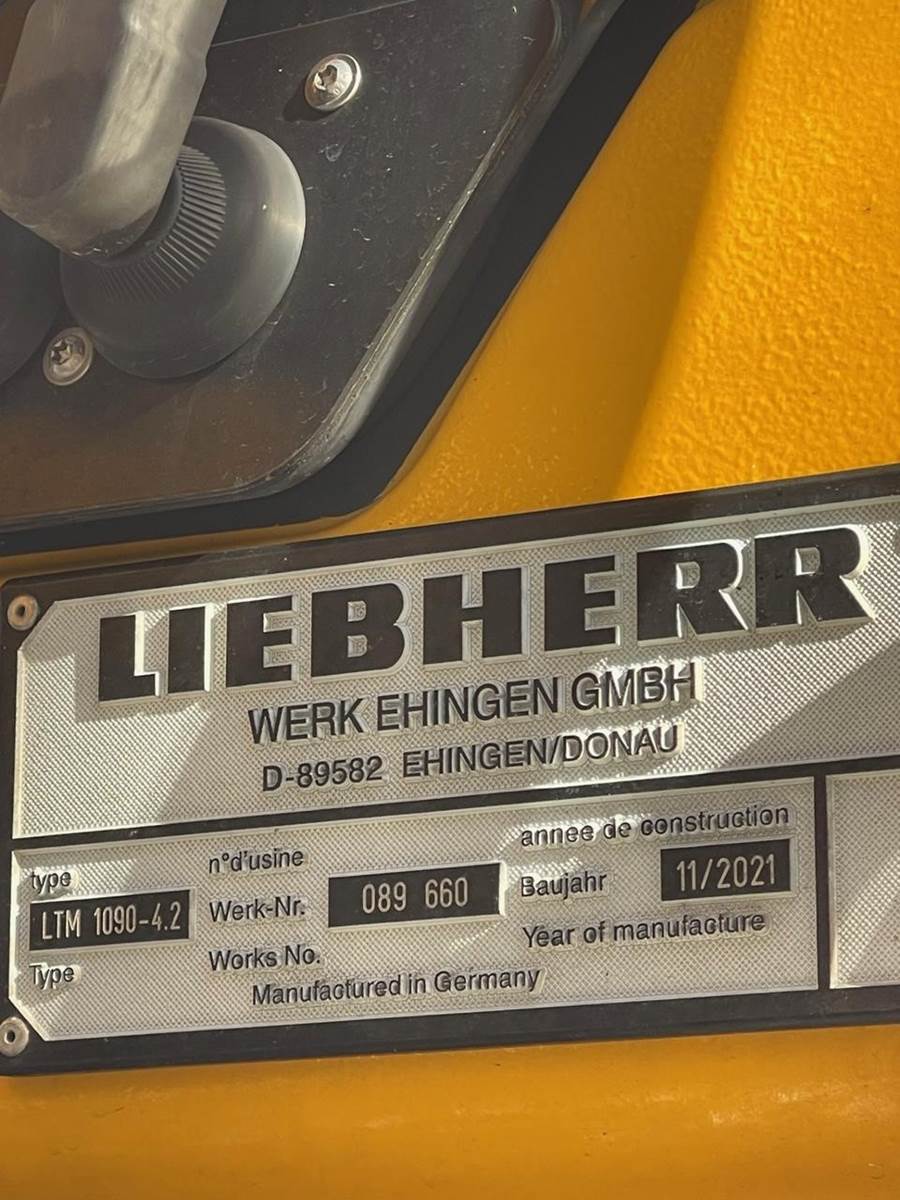 LIEBHERR
WERK EHINGEN GMBH
D-89582 EHINGEN/DONAU
type
LTM 1090-4.2
Type
n°d'usine
Werk-Nr. 089 660
Works No.
annee de construction
Baujahr 11/2021
Year of manufacture
Manufactured in Germany